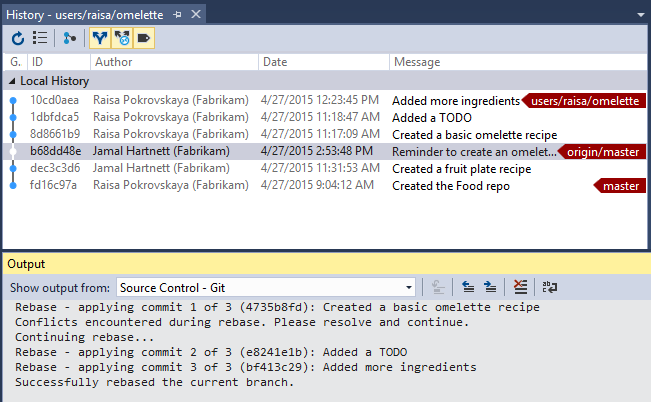 History - users/raisa/omelette
G. ID Author Date Message
Local History
10cd0aea Raisa Pokrovskaya (Fabrikam) 4/27/2015 12:23:45 PM Added more ingredients users/raisa/omelette
1dbfdca5 Raisa Pokrovskaya (Fabrikam) 4/27/2015 11:18:47 AM Added a TODO
8d8661b9 Raisa Pokrovskaya (Fabrikam) 4/27/2015 11:17:09 AM Created a basic omelette recipe
b68dd48e Jamal Hartnett (Fabrikam) 4/27/2015 2:53:48 PM Reminder to create an omelet... origin/master
dec3c3d6 Jamal Hartnett (Fabrikam) 4/27/2015 11:31:53 AM Created a fruit plate recipe
fd16c97a Raisa Pokrovskaya (Fabrikam) 4/27/2015 9:04:12 AM Created the Food repo master
Output
Show output from: Source Control - Git
Rebase - applying commit 1 of 3 (4735b8fd): Created a basic omelette recipe
Conflicts encountered during rebase. Please resolve and continue.
Continuing rebase...
Rebase - applying commit 2 of 3 (e8241e1b): Added a TODO
Rebase - applying commit 3 of 3 (bf413c29): Added more ingredients
Successfully rebased the current branch.